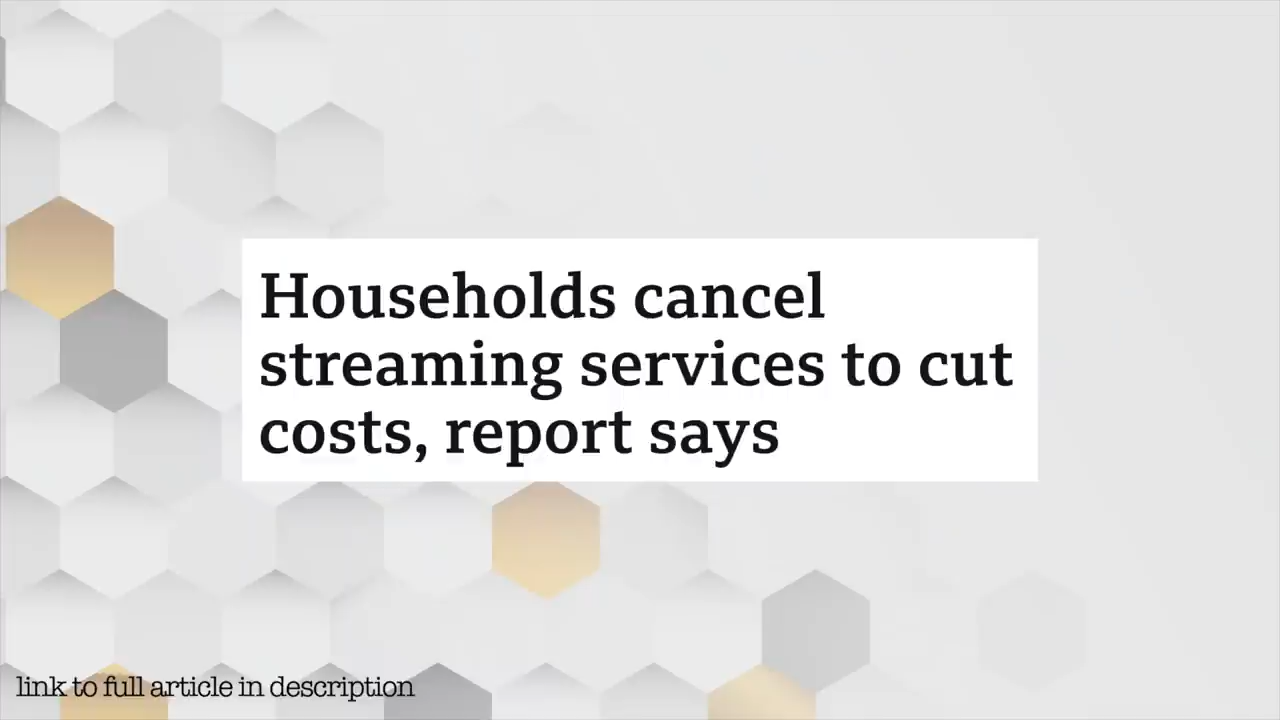 Households cancel
streaming services to cut
costs, report says
link to full article in description